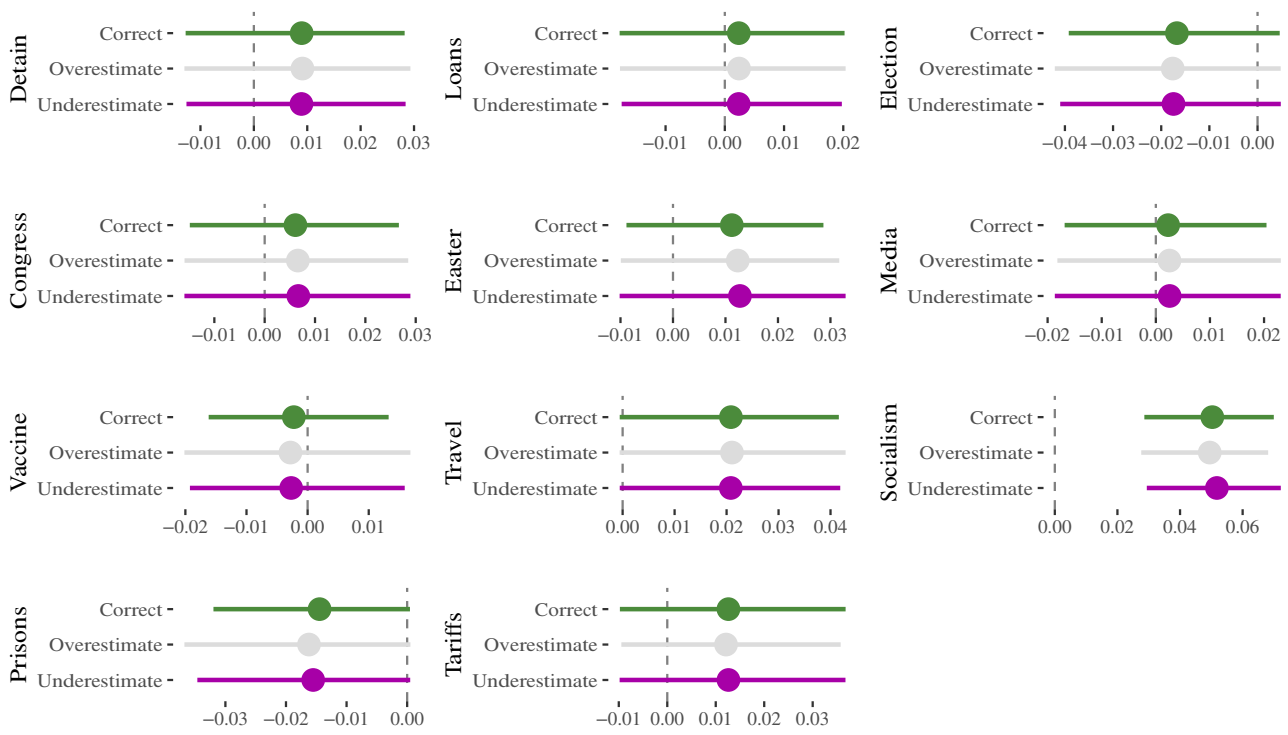 Detain
Correct
Overestimate
Underestimate
−0.01 0.00 0.01 0.02 0.03
Loans
−0.01 0.00 0.01 0.02
Election
Correct
Overestimate
Underestimate
−0.04 −0.03 −0.02 −0.01 0.00
Congress
Correct
Overestimate
Underestimate
−0.01 0.00 0.01 0.02 0.03
Easter
Correct
Overestimate
Underestimate
−0.01 0.00 0.01 0.02 0.03
Media
Correct
Overestimate
Underestimate
−0.02 −0.01 0.00 0.01 0.02
Vaccine
Correct
Overestimate
Underestimate
−0.02 −0.01 0.00 0.01
Travel
Correct
Overestimate
Underestimate
0.00 0.01 0.02 0.03 0.04
Socialism
Correct
Overestimate
Underestimate
0.00 0.02 0.04 0.06
Prisons
Correct
Overestimate
Underestimate
−0.03 −0.02 −0.01 0.00
Tariffs
Correct
Overestimate
Underestimate
−0.01 0.00 0.01 0.02 0.03